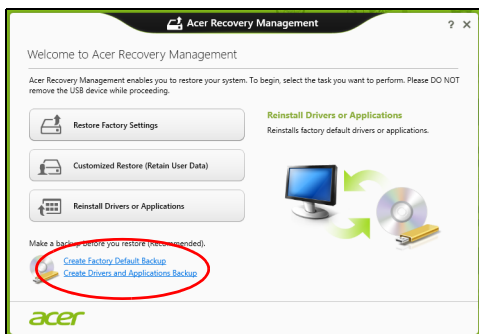 Acer Recovery Management
? X
Welcome to Acer Recovery Management
Acer Recovery Management enables you to restore your system. To begin, select the task you want to perform. Please DO NOT
remove the USB device while proceeding.
Restore Factory Settings
Customized Restore (Retain User Data)
Reinstall Drivers or Applications
Reinstall Drivers or Applications
Reinstalls factory default drivers or applications.
Make a backup before you restore (Recommended).
Create Factory Default Backup
Create Drivers and Applications Backup
acer